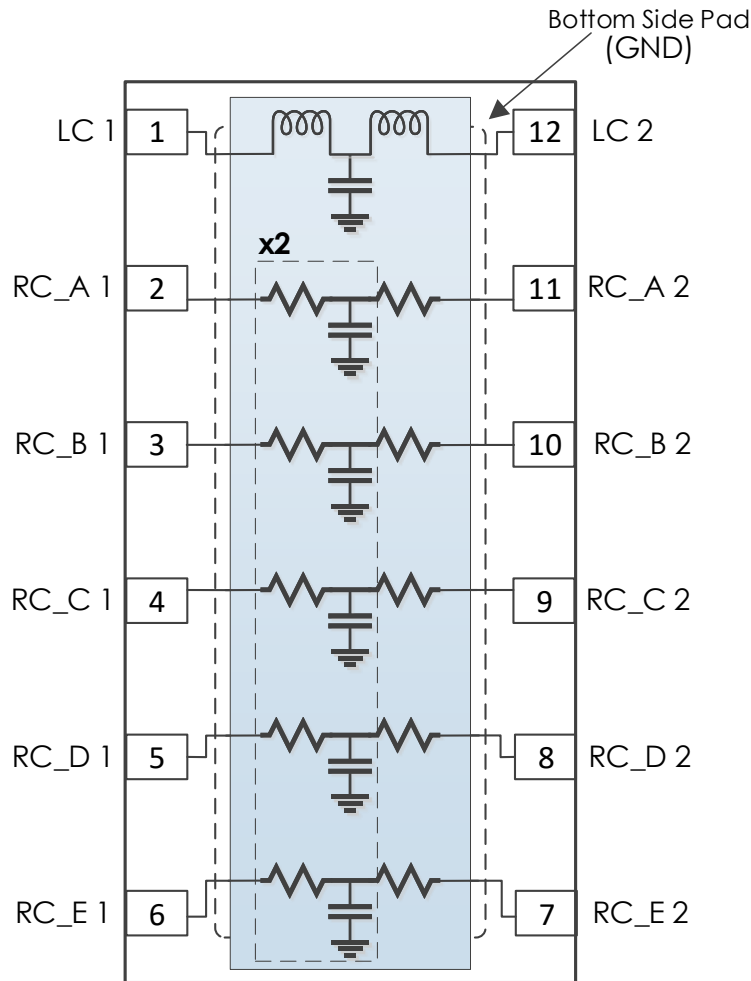 Bottom Side Pad
(GND)
LC 1 1 12 LC 2
x2
RC_A 1 2 11 RC_A 2
RC_B 1 3 10 RC_B 2
RC_C 1 4 9 RC_C 2
RC_D 1 5 8 RC_D 2
RC_E 1 6 7 RC_E 2